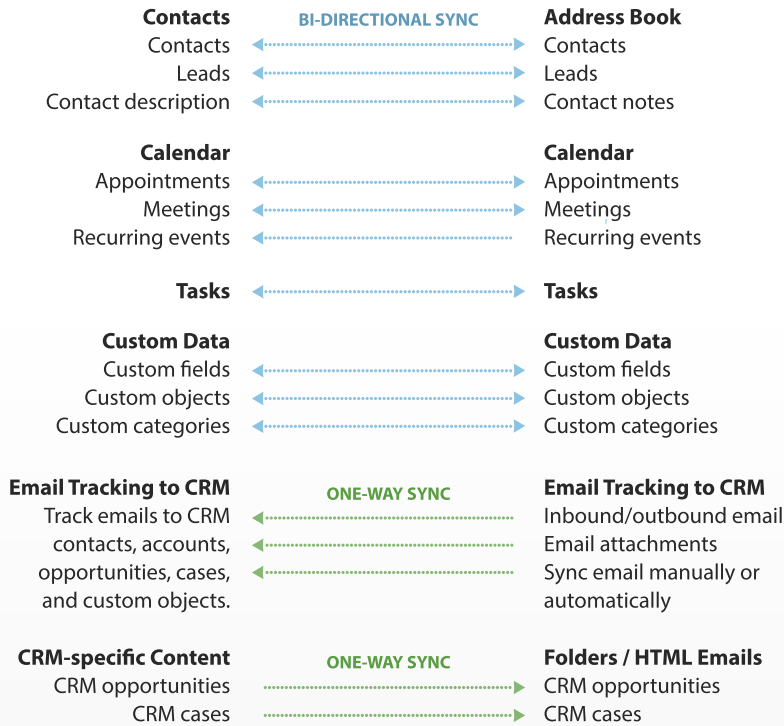 Contacts BI-DIRECTIONAL SYNC Address Book
Contacts Contacts
Leads Leads
Contact description Contact notes
Calendar Calendar
Appointments Appointments
Meetings Meetings
Recurring events Recurring events
Tasks Tasks
Custom Data Custom Data
Custom fields Custom fields
Custom objects Custom objects
Custom categories Custom categories
Email Tracking to CRM ONE-WAY SYNC Email Tracking to CRM
Track emails to CRM Inbound/outbound email
contacts, accounts, Email attachments
opportunities, cases, Sync email manually or
and custom objects. automatically
CRM-specific Content ONE-WAY SYNC Folders / HTML Emails
CRM opportunities CRM opportunities
CRM cases CRM cases